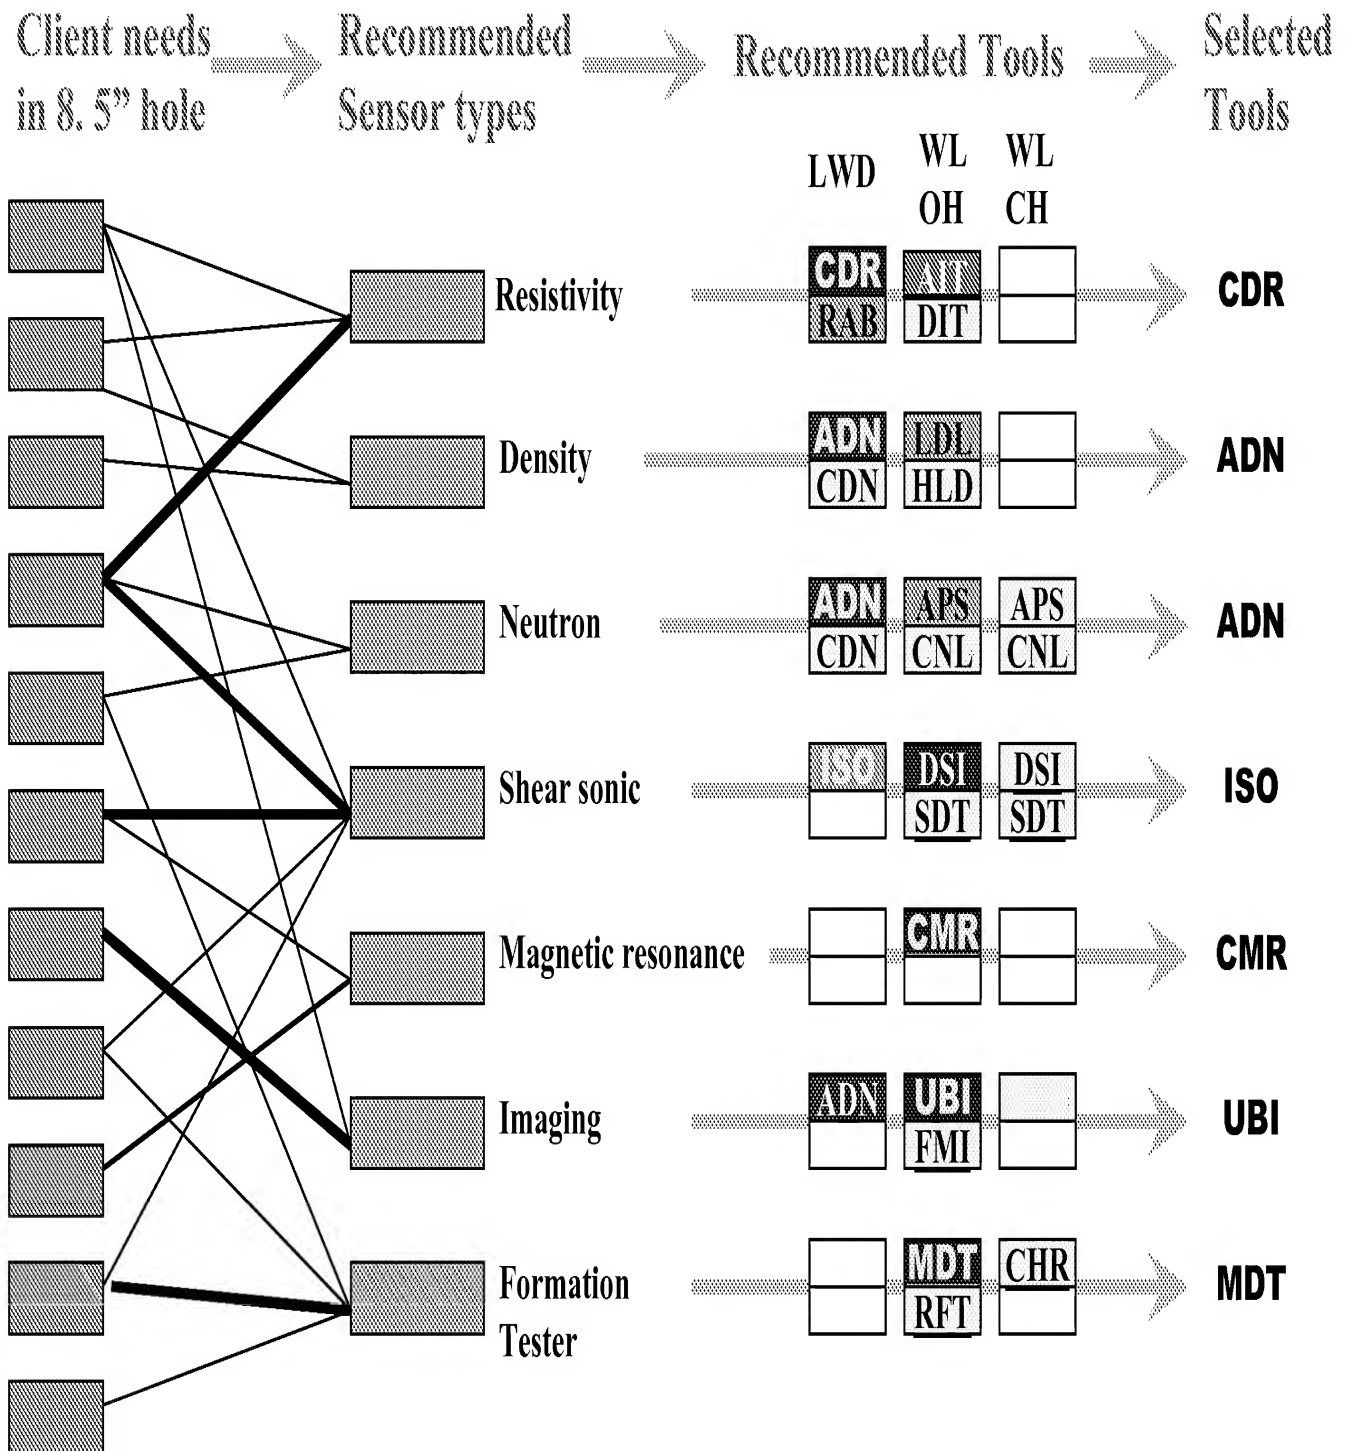 Client needs
in 8. 5” hole
Recommended
Sensor types
Recommended Tools
Selected
Tools
LWD
WL
OH
WL
CH
Resistivity
CDR
RAB
AIT
DIT
CDR
Density
ADN
CDN
LDL
HLD
ADN
Neutron
ADN
CDN
APS
CNL
APS
CNL
ADN
Shear sonic
ISO
DSI
SDT
DSI
SDT
ISO
Magnetic resonance
CMR
CMR
Imaging
ADN
UBI
FMI
UBI
Formation
Tester
MDT
RFT
CHR
MDT